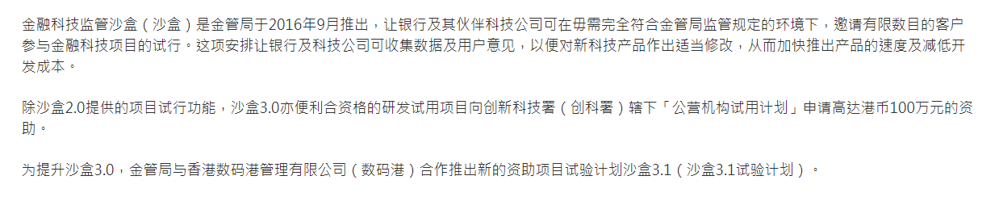 金融科技监管沙盒（沙盒）是金管局于2016年9月推出，让银行及其伙伴科技公司可在毋需完全符合金管局监管规定的环境下，邀请有限数目的客户
参与金融科技项目的试行。这项安排让银行及科技公司可收集数据及用户意见，以便对新科技产品作出适当修改，从而加快推出产品的速度及减低开
发成本。
除沙盒2.0提供的项目试行功能，沙盒3.0亦便利合资格的研发试用项目向创新科技署（创科署）辖下「公营机构试用计划」申请高达港币100万元的资
助。
为提升沙盒3.0，金管局与香港数码港管理有限公司（数码港）合作推出新的资助项目试验计划沙盒3.1（沙盒3.1试验计划）。